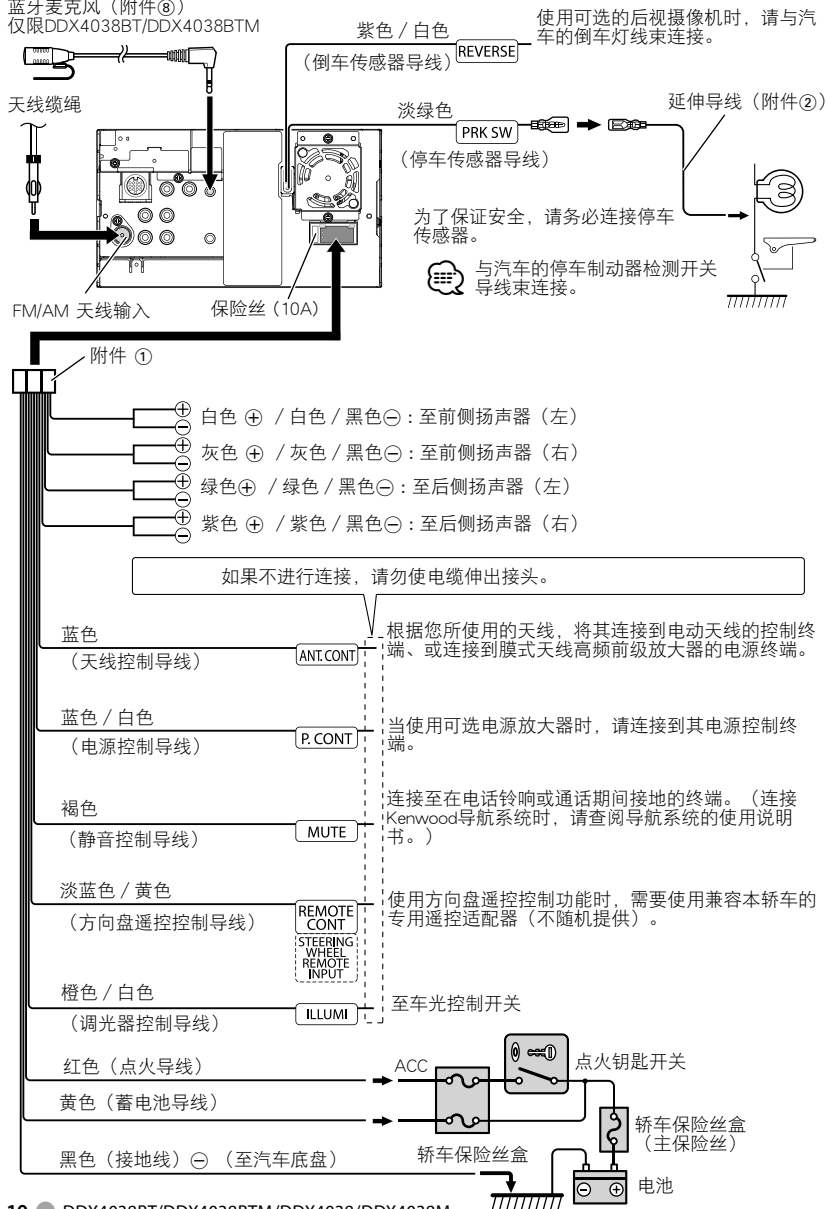 蓝牙麦克风（附件⑧）
仅限DDX4038BT/DDX4038BTM
紫色 / 白色
（倒车传感器导线）
REVERSE
使用可选的后视摄像机时，请与汽
车的倒车灯线束连接。
天线缆绳
淡绿色
PRK SW
（停车传感器导线）
延伸导线（附件②）
为了保证安全，请务必连接停车
传感器。
与汽车的停车制动器检测开关
导线束连接。
FM/AM 天线输入
保险丝（10A）
附件 ①
白色 ⊕ / 白色 / 黑色⊖：至前侧扬声器（左）
灰色 ⊕ / 灰色 / 黑色⊖：至前侧扬声器（右）
绿色⊕ / 绿色 / 黑色⊖：至后侧扬声器（左）
紫色 ⊕ / 紫色 / 黑色⊖：至后侧扬声器（右）
如果不进行连接，请勿使电缆伸出接头。
蓝色
（天线控制导线）
ANT. CONT
根据您所使用的天线，将其连接到电动天线的控制终
端、或连接到膜式天线高频前级放大器的电源终端。
蓝色 / 白色
（电源控制导线）
P. CONT
当使用可选电源放大器时，请连接到其电源控制终
端。
褐色
（静音控制导线）
MUTE
连接至在电话铃响或通话期间接地的终端。（连接
Kenwood导航系统时，请查阅导航系统的使用说明
书。）
淡蓝色 / 黄色
（方向盘遥控控制导线）
REMOTE
CONT
STEERING
WHEEL
REMOTE
INPUT
使用方向盘遥控控制功能时，需要使用兼容本轿车的
专用遥控适配器（不随机提供）。
橙色 / 白色
（调光器控制导线）
ILLUMI
至车光控制开关
红色（点火导线）
ACC
点火钥匙开关
黄色（蓄电池导线）
轿车保险丝盒
（主保险丝）
黑色（接地线）⊖ （至汽车底盘）
轿车保险丝盒
电池
10 ● DDX4038BT/DDX4038BTM/DDX4038/DDX4038M